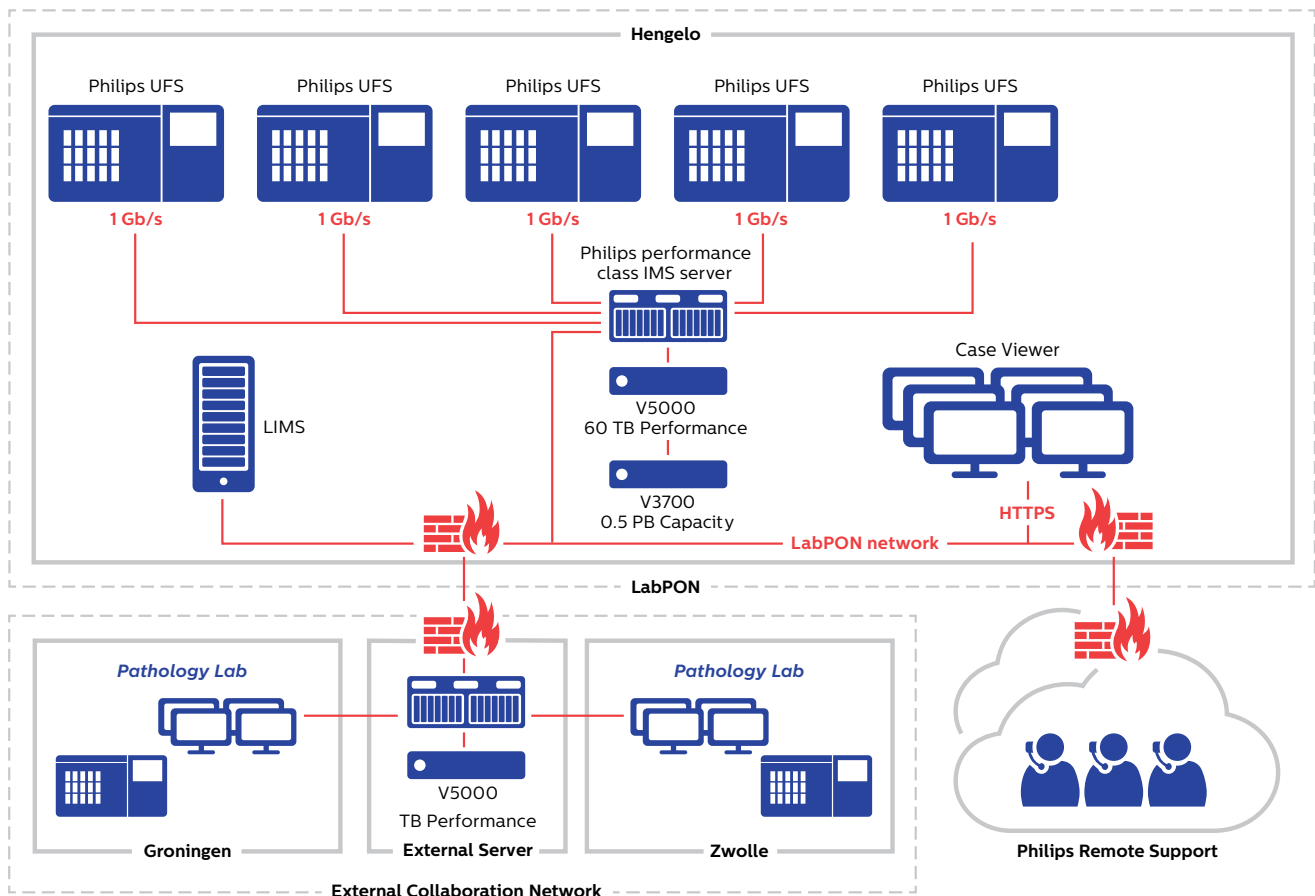 Hengelo
Philips UFS
Philips UFS
Philips UFS
Philips UFS
Philips UFS
1 Gb/s
1 Gb/s
1 Gb/s
1 Gb/s
1 Gb/s
Philips performance
class IMS server
Case Viewer
V5000
60 TB Performance
LIMS
V3700
0.5 PB Capacity
HTTPS
LabPON network
LabPON
Pathology Lab
Pathology Lab
V5000
TB Performance
Groningen
External Server
Zwolle
Philips Remote Support
External Collaboration Network